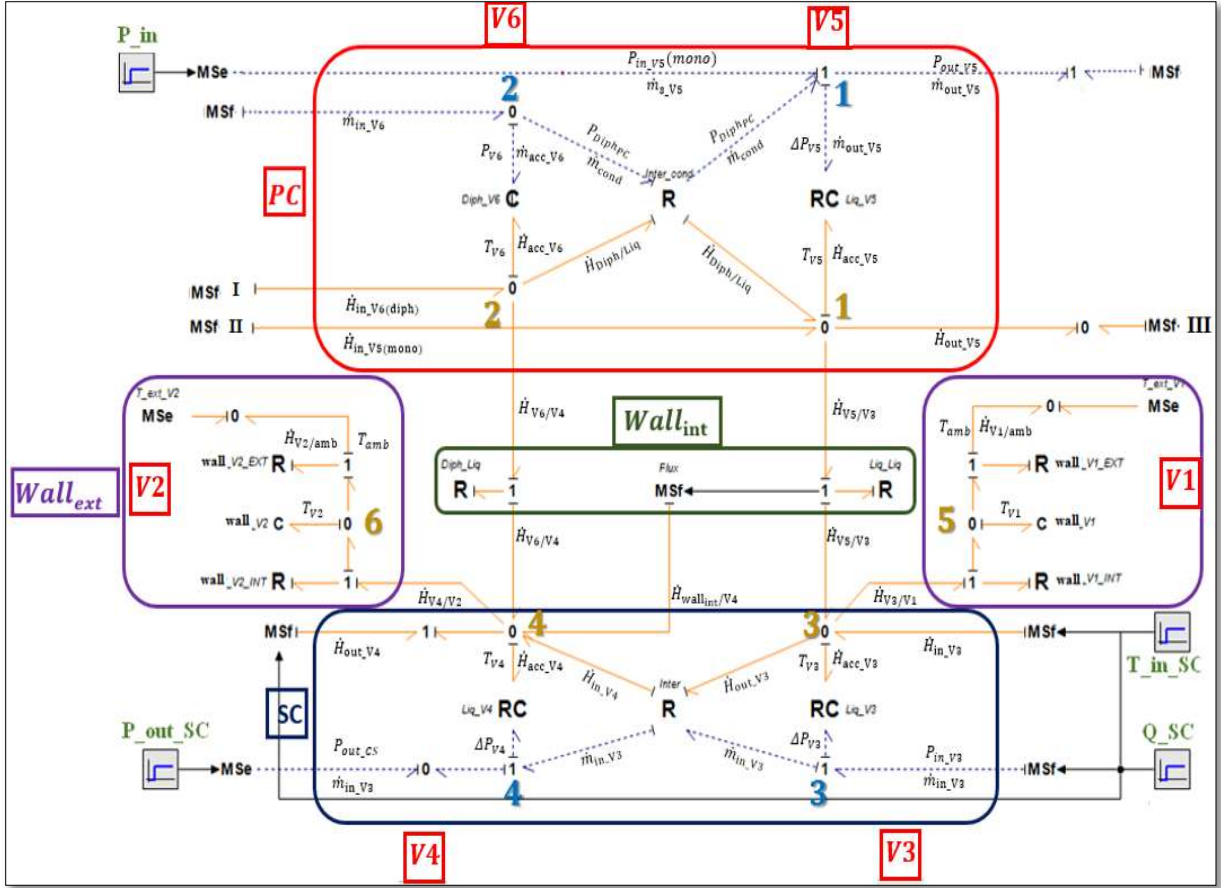 V6 V5
P_in
MSe P_in_V5(mono) ṁ_s_V5 1 P_out_V5 ṁ_out_V5 1 MSf
2 1
MSf ṁ_in_V6 0 P_DiphPC ṁ_cond P_DiphPC ṁ_cond
P_V6 ṁ_acc_V6 ΔP_V5 ṁ_out_V5
PC
Inter_cond
Diph_V6 C R RC Liq_V5
T_V6 Ḣ_acc_V6 Ḣ_Diph/Liq Ḣ_Diph/Liq T_V5 Ḣ_acc_V5
MSf I 0
Ḣ_in_V6(diph) 2 1
MSf II 0 0 MSf III
Ḣ_in_V5(mono) Ḣ_out_V5
T_ext_V2 T_ext_V1
MSe 0 Ḣ_V6/V4 Wall_int Ḣ_V5/V3 0 MSe
Ḣ_V2/amb T_amb T_amb Ḣ_V1/amb
wall_V2_EXT R 1 1 R wall_V1_EXT
Wall_ext V2 V1
Diph_Liq Flux Liq_Liq
R 1 MSf 1 R
wall_V2 C T_V2 0 6 5 0 T_V1 C wall_V1
Ḣ_V6/V4 Ḣ_V5/V3
wall_V2_INT R 1 1 R wall_V1_INT
Ḣ_V4/V2 Ḣ_wall_int/V4 Ḣ_V3/V1
MSf 1 0 4 3 0 MSf
Ḣ_out_V4 T_V4 Ḣ_acc_V4 T_V3 Ḣ_acc_V3 Ḣ_in_V3
T_in_SC
Ḣ_in_V4 Inter Ḣ_out_V3
SC Liq_V4 RC R RC Liq_V3
P_out_SC Q_SC
P_out_CS ΔP_V4 ṁ_in_V3 ṁ_in_V3 ΔP_V3 P_in_V3
MSe 0 1 1 MSf
ṁ_in_V3 4 3 ṁ_in_V3
V4 V3